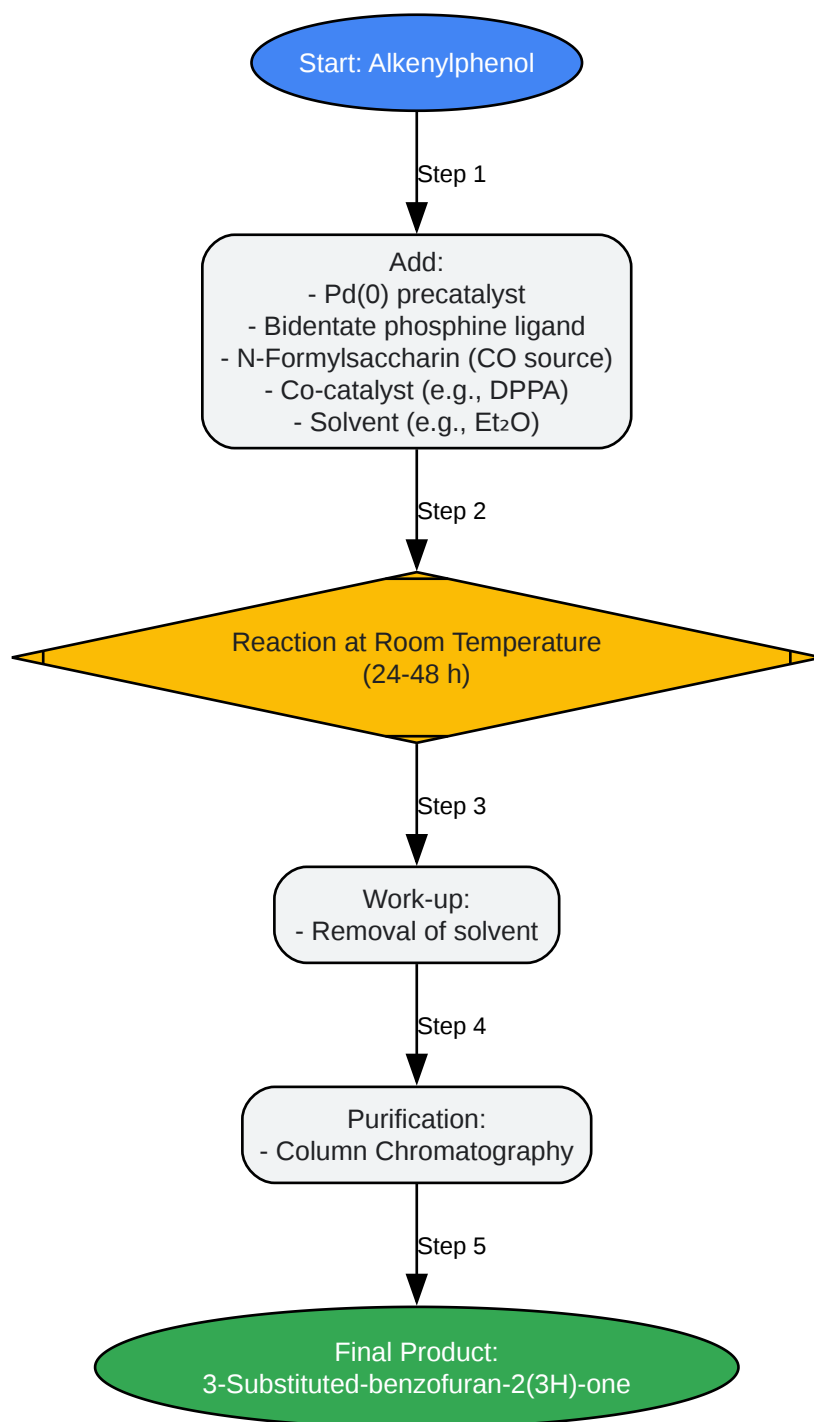 Start: Alkenylphenol
Step 1
Add:
- Pd(0) precatalyst
- Bidentate phosphine ligand
- N-Formylsaccharin (CO source)
- Co-catalyst (e.g., DPPA)
- Solvent (e.g., Et₂O)
Step 2
Reaction at Room Temperature
(24-48 h)
Step 3
Work-up:
- Removal of solvent
Step 4
Purification:
- Column Chromatography
Step 5
Final Product:
3-Substituted-benzofuran-2(3H)-one